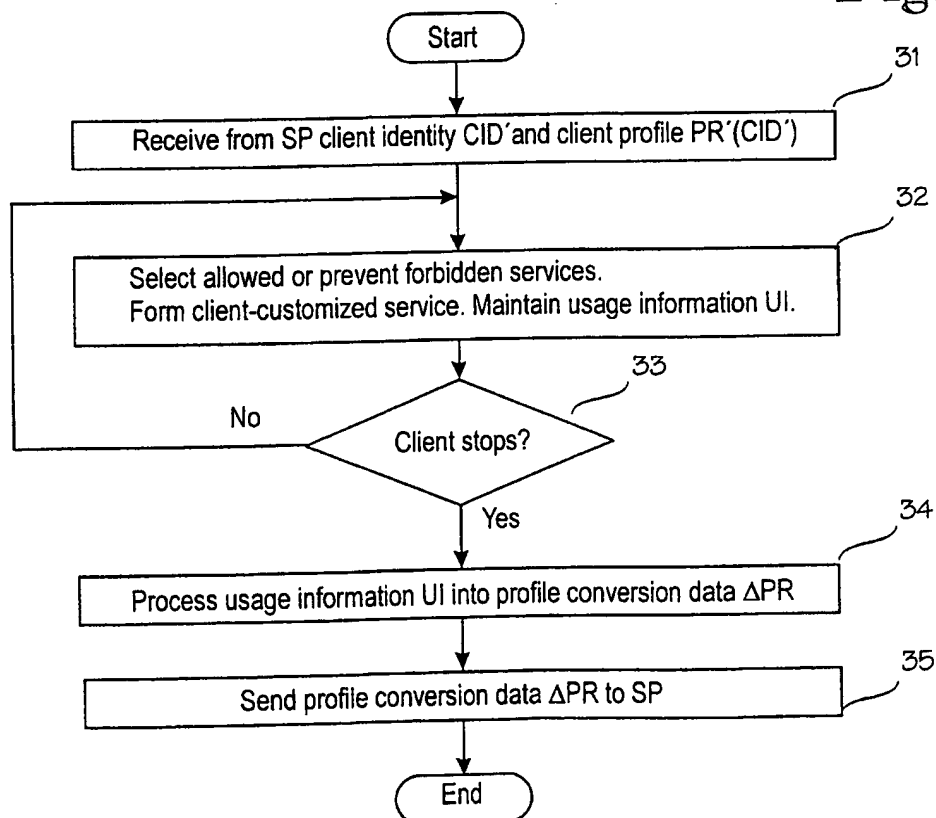 Start
31
Receive from SP client identity CID´and client profile PR´(CID´)
32
Select allowed or prevent forbidden services.
Form client-customized service. Maintain usage information UI.
33
No
Client stops?
Yes
34
Process usage information UI into profile conversion data ΔPR
35
Send profile conversion data ΔPR to SP
End